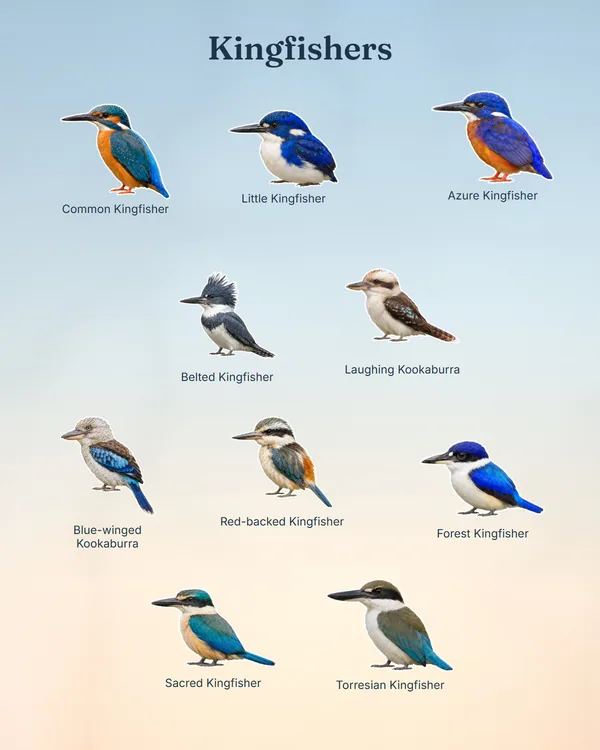 Kingfishers
Common Kingfisher
Little Kingfisher
Azure Kingfisher
Belted Kingfisher
Laughing Kookaburra
Blue-winged
Kookaburra
Red-backed Kingfisher
Forest Kingfisher
Sacred Kingfisher
Torresian Kingfisher